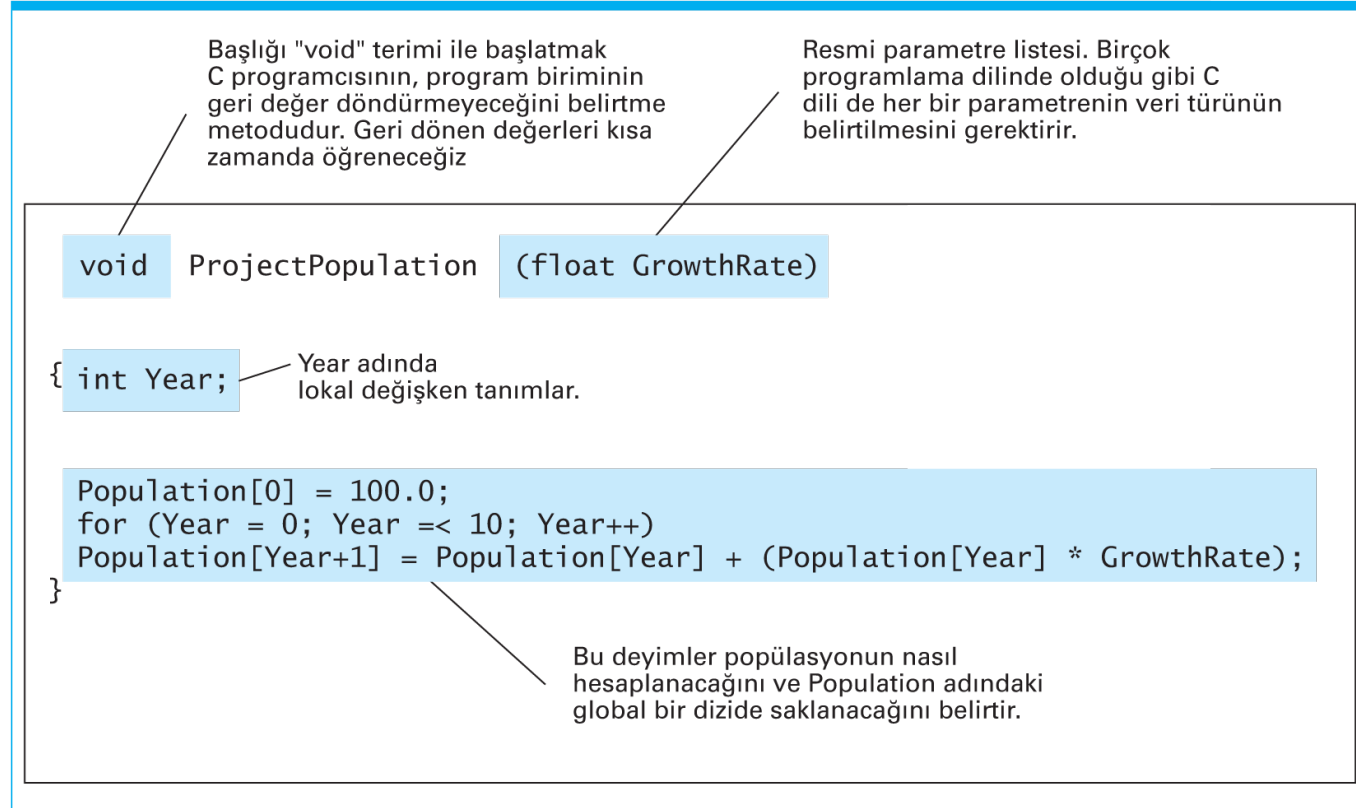 Başlığı "void" terimi ile başlatmak
C programcısının, program biriminin
geri değer döndürmeyeceğini belirtme
metodudur. Geri dönen değerleri kısa
zamanda öğreneceğiz
Resmi parametre listesi. Birçok
programlama dilinde olduğu gibi C
dili de her bir parametrenin veri türünün
belirtilmesini gerektirir.
void ProjectPopulation (float GrowthRate)
{ int Year;
Year adında
lokal değişken tanımlar.
Population[0] = 100.0;
for (Year = 0; Year =< 10; Year++)
Population[Year+1] = Population[Year] + (Population[Year] * GrowthRate);
}
Bu deyimler popülasyonun nasıl
hesaplanacağını ve Population adındaki
global bir dizide saklanacağını belirtir.